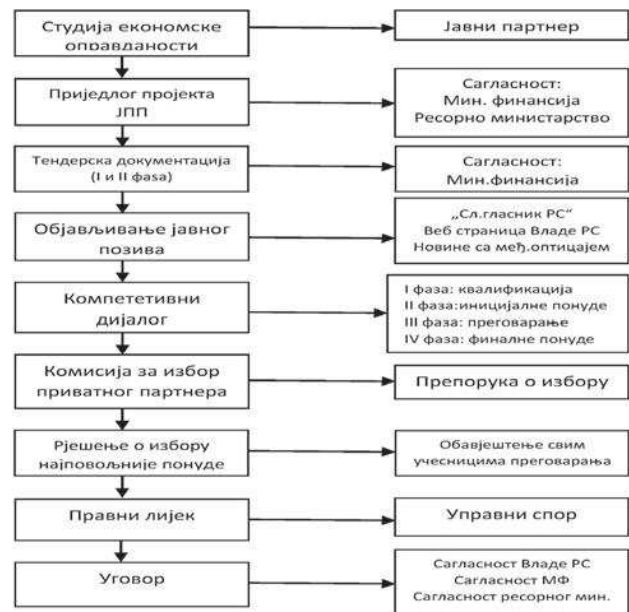 Студија економске
оправданости
Јавни партнер
Приједлог пројекта
ЈПП
Сагласност:
Мин. финансија
Ресорно министарство
Тендерска документација
(I и II фаза)
Сагласност:
Мин.финансија
Објављивање јавног
позива
„Сл.гласник РС“
Веб страница Владе РС
Новине са међ.оптицајем
Компететивни
дијалог
I фаза: квалификација
II фаза:иницијалне понуде
III фаза: преговарање
IV фаза: финалне понуде
Комисија за избор
приватног партнера
Препорука о избору
Рјешење о избору
најповољније понуде
Обавјештење свим
учесницима преговарања
Правни лијек
Управни спор
Уговор
Сагласност Владе РС
Сагласност МФ
Сагласност ресорног мин.